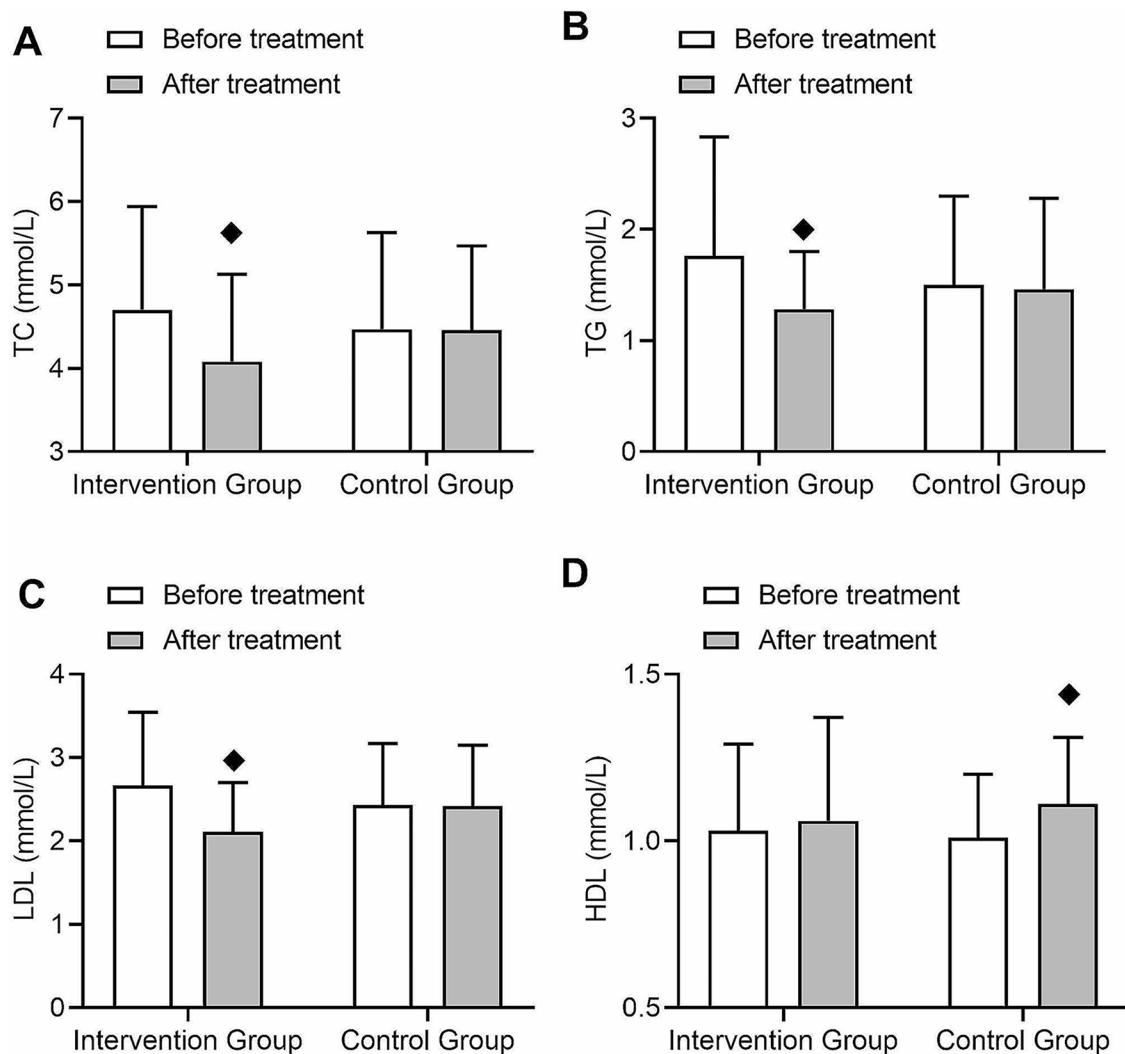 A
Before treatment
After treatment
7
6
5
4
3
TC (mmol/L)
Intervention Group
Control Group
B
Before treatment
After treatment
3
2
1
0
TG (mmol/L)
Intervention Group
Control Group
C
Before treatment
After treatment
4
3
2
1
0
LDL (mmol/L)
Intervention Group
Control Group
D
Before treatment
After treatment
1.5
1.0
0.5
HDL (mmol/L)
Intervention Group
Control Group